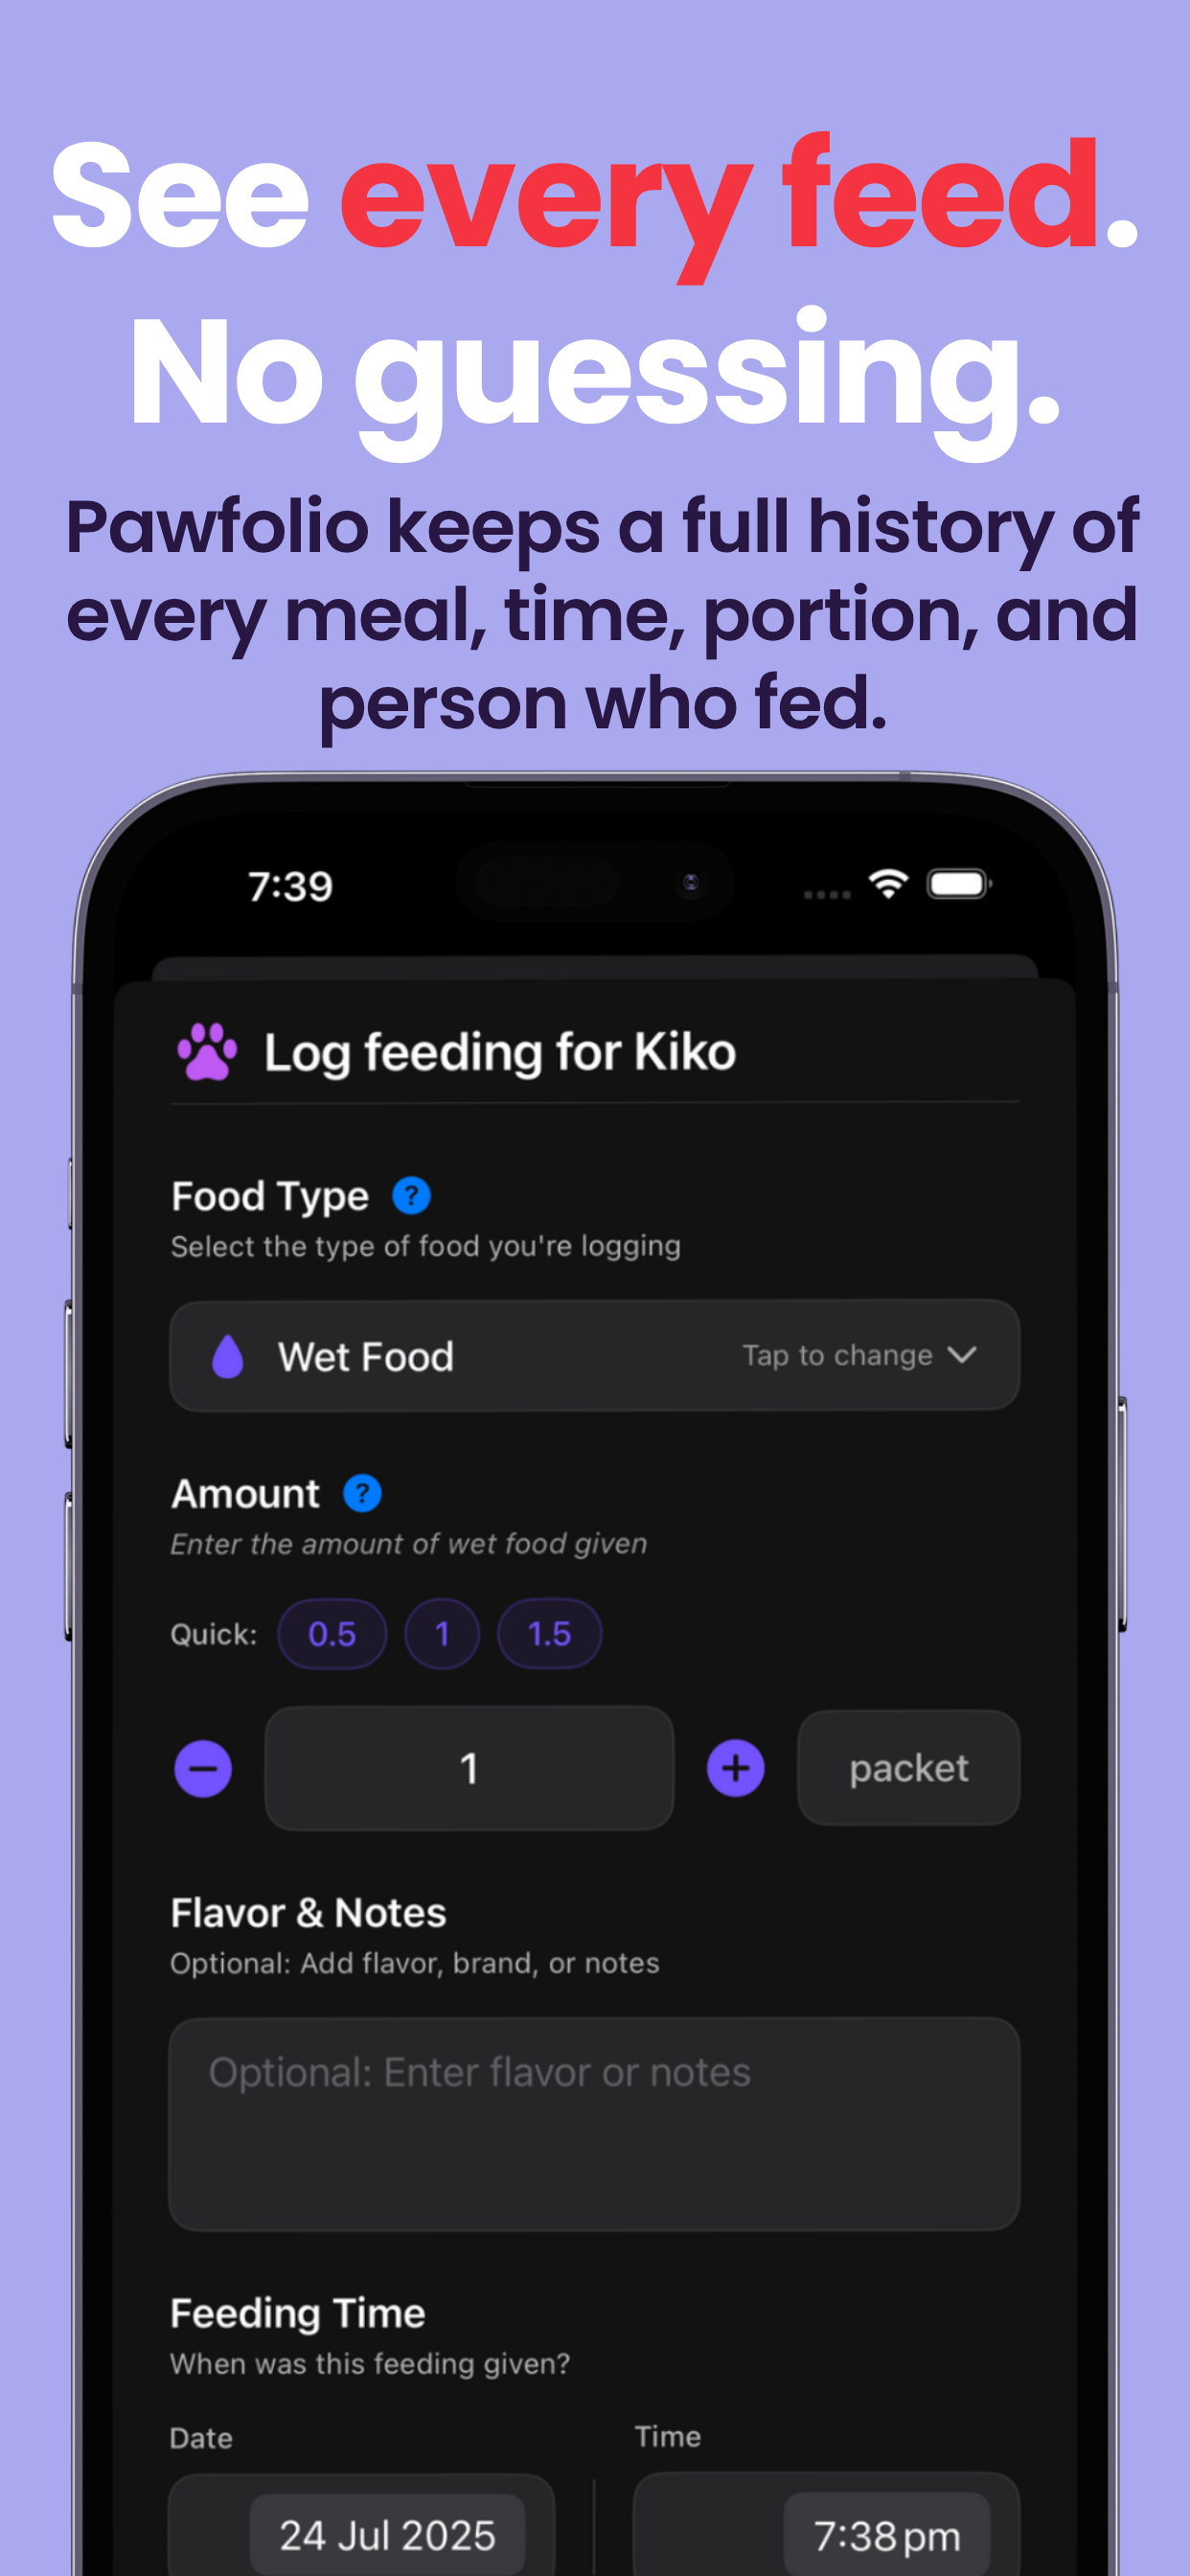 See every feed.
No guessing.
Pawfolio keeps a full history of
every meal, time, portion, and
person who fed.
7:39
Log feeding for Kiko
Food Type ?
Select the type of food you're logging
Wet Food Tap to change
Amount ?
Enter the amount of wet food given
Quick: 0.5 1 1.5
1 packet
Flavor & Notes
Optional: Add flavor, brand, or notes
Optional: Enter flavor or notes
Feeding Time
When was this feeding given?
Date Time
24 Jul 2025 7:38 pm